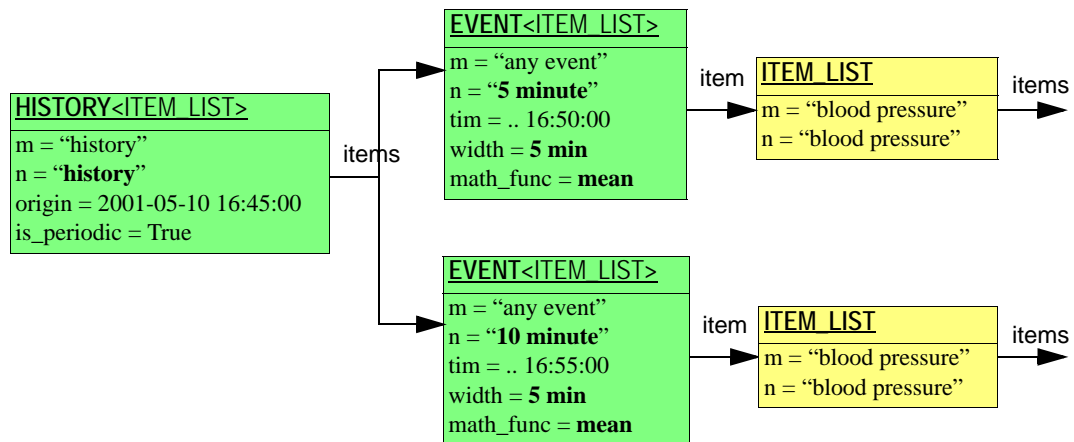 HISTORY<ITEM_LIST>
m = “history”
n = “history”
origin = 2001-05-10 16:45:00
is_periodic = True
items
EVENT<ITEM_LIST>
m = “any event”
n = “5 minute”
tim = .. 16:50:00
width = 5 min
math_func = mean
item
ITEM_LIST
m = “blood pressure”
n = “blood pressure”
items
EVENT<ITEM_LIST>
m = “any event”
n = “10 minute”
tim = .. 16:55:00
width = 5 min
math_func = mean
item
ITEM_LIST
m = “blood pressure”
n = “blood pressure”
items